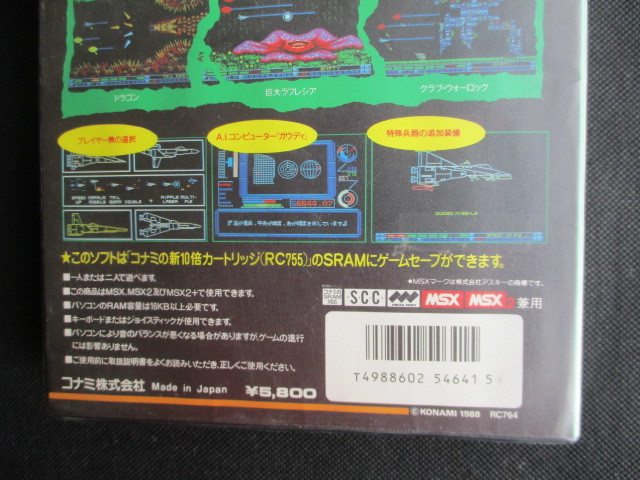 ドラゴン
巨大ラフレシア
クラブ・ウォーロック
プレイヤー機の選択
A.I.コンピューター「ガウディ」
特殊兵器の追加装備
★このソフトは「コナミの新10倍カートリッジ(RC755)」のSRAMにゲームセーブができます。
●MSXマークは株式会社アスキーの商標です。
■一人または二人で遊べます。
■この商品はMSX,MSX2及びMSX2+で使用できます。
■パソコンのRAM容量は16KB以上必要です。
■キーボードまたはジョイスティックが使用できます。
■パソコンにより音のバランスが悪くなる場合がありますが、ゲームの進行
には影響ありません。
■ご使用前に取扱説明書をよくお読みいただき、正しくご使用ください。
SCC
MSX MSX2 兼用
コナミ株式会社 Made in Japan ¥5,800
T4988602 54641 5
©KONAMI 1988 RC764